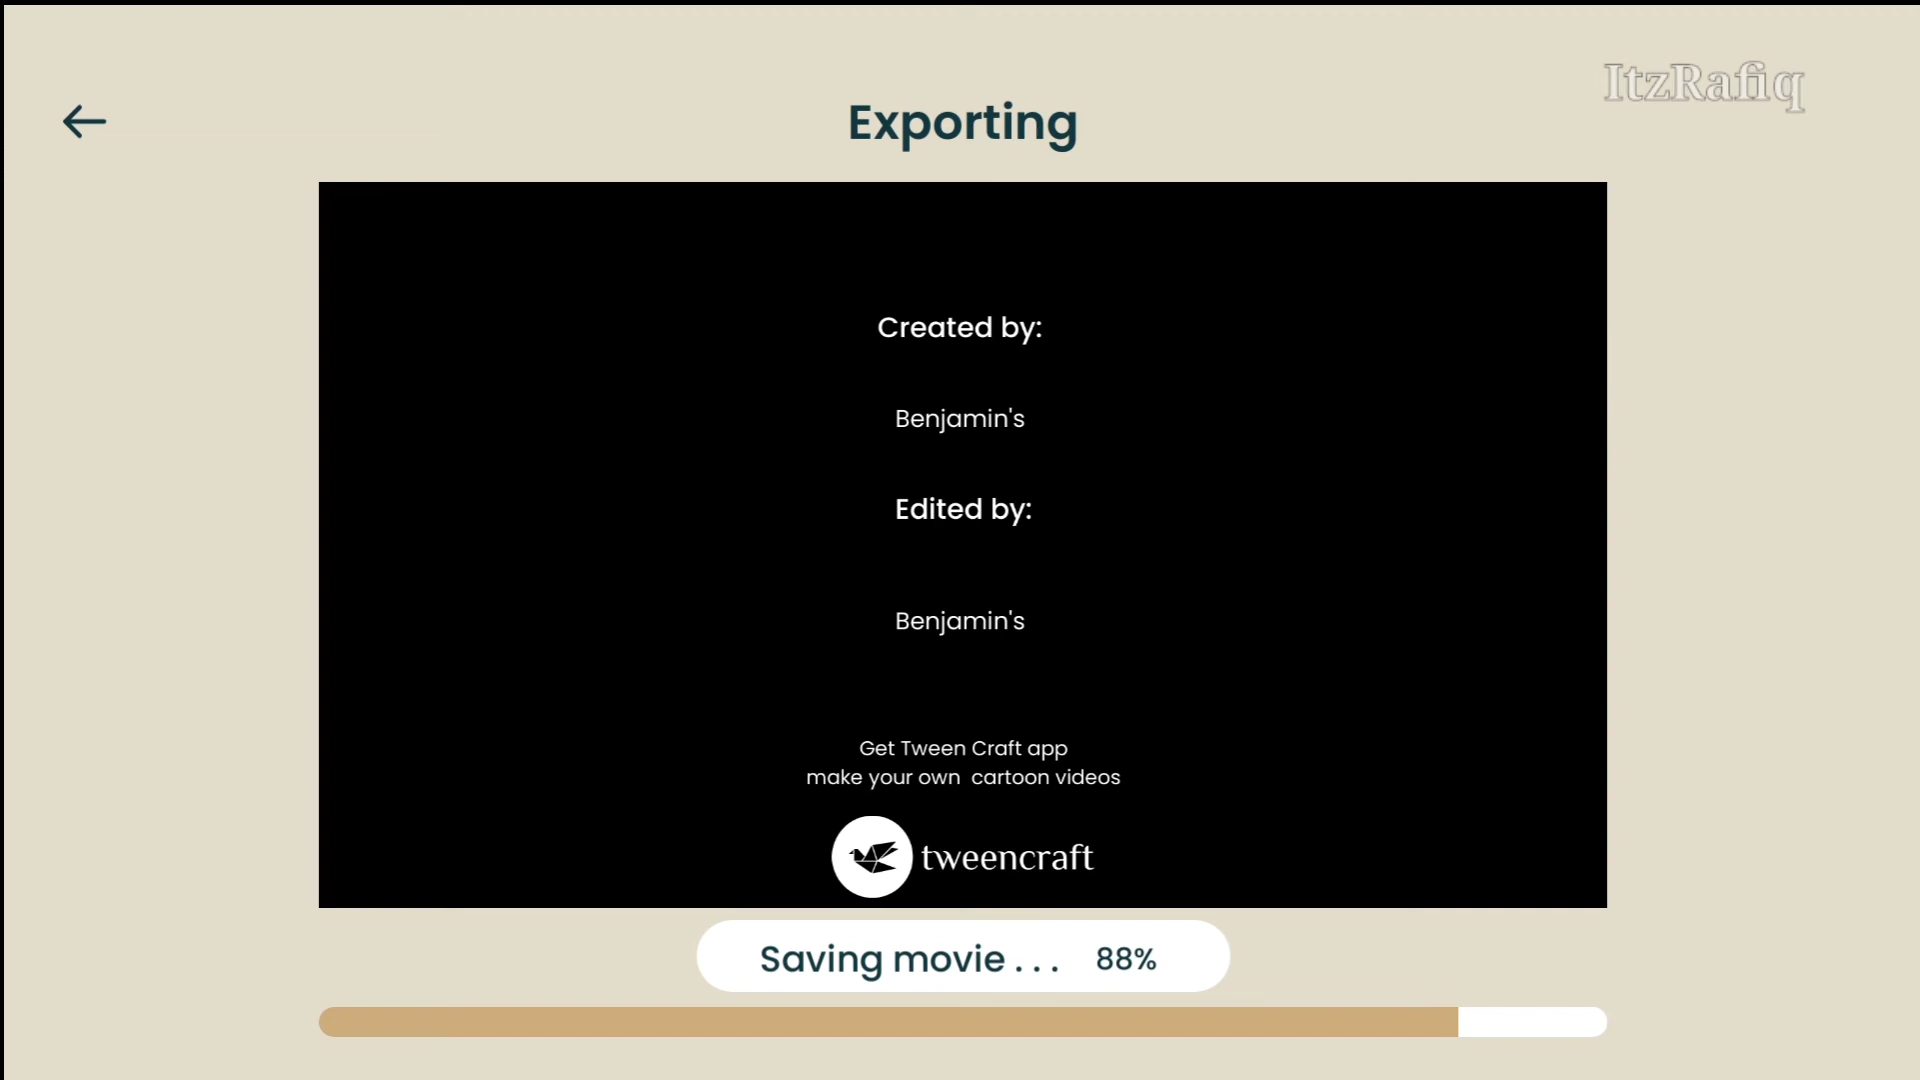 ItzRafiq
Exporting
Created by:
Benjamin's
Edited by:
Benjamin's
Get Tween Craft app
make your own  cartoon videos
tweencraft
Saving movie . . . 88%